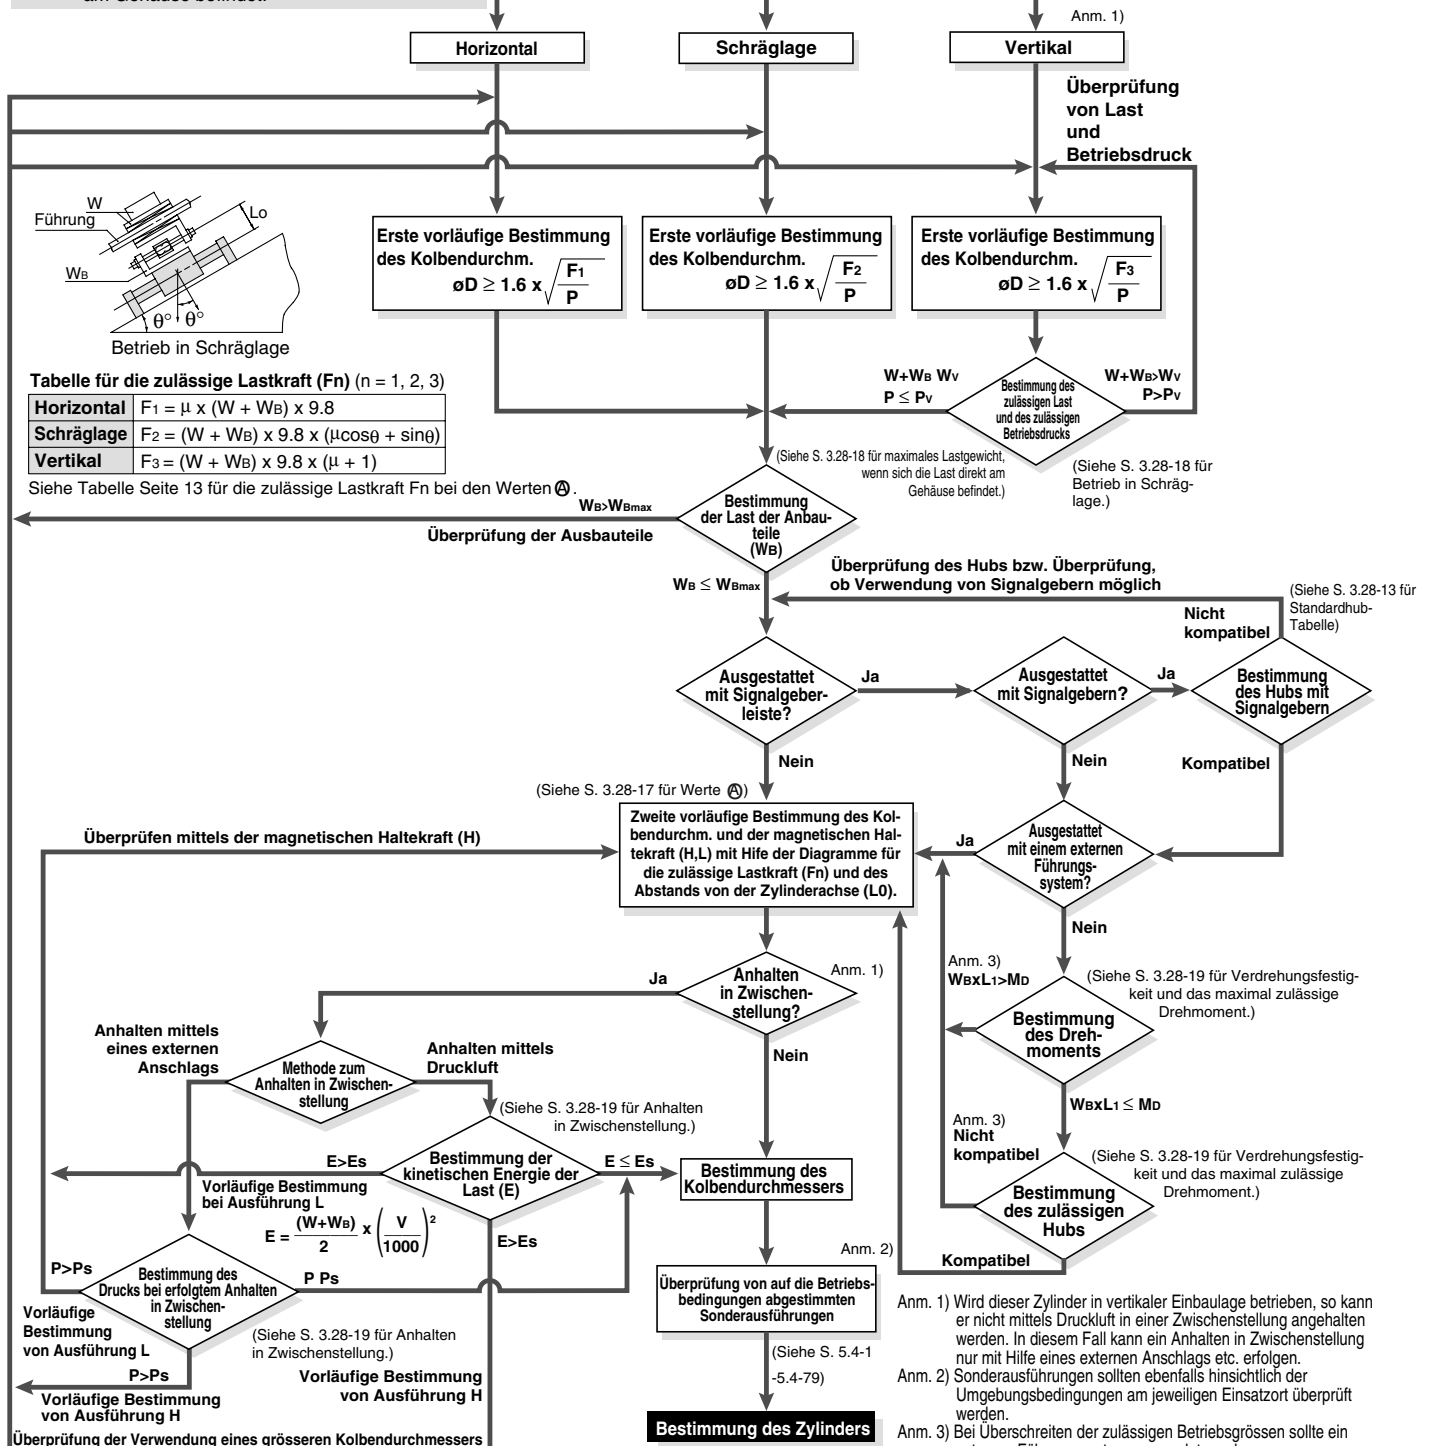 Anm. 1)
Horizontal
Schräglage
Vertikal
Überprüfung
von Last
und
Betriebsdruck
W
Führung
Lo
WB
θ° θ°
Betrieb in Schräglage
Erste vorläufige Bestimmung
des Kolbendurchm.
øD ≥ 1.6 x √(F1/P)
Erste vorläufige Bestimmung
des Kolbendurchm.
øD ≥ 1.6 x √(F2/P)
Erste vorläufige Bestimmung
des Kolbendurchm.
øD ≥ 1.6 x √(F3/P)
Tabelle für die zulässige Lastkraft (Fn) (n = 1, 2, 3)
Horizontal F1 = μ x (W + WB) x 9.8
Schräglage F2 = (W + WB) x 9.8 x (μcosθ + sinθ)
Vertikal F3 = (W + WB) x 9.8 x (μ + 1)
Siehe Tabelle Seite 13 für die zulässige Lastkraft Fn bei den Werten Ⓐ.
W+WB WV
P ≤ PV
Bestimmung des
zulässigen Last
und des zulässigen
Betriebsdrucks
W+WB>WV
P>PV
(Siehe S. 3.28-18 für maximales Lastgewicht,
wenn sich die Last direkt am
Gehäuse befindet.)
(Siehe S. 3.28-18 für
Betrieb in Schräg-
lage.)
WB>WBmax
Überprüfung der Ausbauteile
Bestimmung
der Last der Anbau-
teile
(WB)
WB ≤ WBmax
Überprüfung des Hubs bzw. Überprüfung,
ob Verwendung von Signalgebern möglich
(Siehe S. 3.28-13 für
Standardhub-
Tabelle)
Nicht
kompatibel
Ausgestattet
mit Signalgeber-
leiste?
Ja
Ausgestattet
mit Signalgebern?
Ja
Bestimmung
des Hubs mit
Signalgebern
Nein
Nein
Kompatibel
(Siehe S. 3.28-17 für Werte Ⓐ)
Zweite vorläufige Bestimmung des Kol-
bendurchm. und der magnetischen Hal-
tekraft (H,L) mit Hife der Diagramme für
die zulässige Lastkraft (Fn) und des
Abstands von der Zylinderachse (L0).
Überprüfen mittels der magnetischen Haltekraft (H)
Ja
Ausgestattet
mit einem externen
Führungs-
system?
Nein
Ja
Anhalten
in Zwischen-
stellung?
Anm. 1)
Nein
Anm. 3)
WBxL1>MD
(Siehe S. 3.28-19 für Verdrehungsfestig-
keit und das maximal zulässige
Drehmoment.)
Bestimmung
des Dreh-
moments
WBxL1 ≤ MD
Anhalten mittels
eines externen
Anschlags
Methode zum
Anhalten in Zwischen-
stellung
Anhalten mittels
Druckluft
(Siehe S. 3.28-19 für Anhalten
in Zwischenstellung.)
Anm. 3)
Nicht
kompatibel
(Siehe S. 3.28-19 für Verdrehungsfestig-
keit und das maximal zulässige
Drehmoment.)
Bestimmung
des zulässigen
Hubs
Kompatibel
E>Es
Vorläufige Bestimmung
bei Ausführung L
Bestimmung der
kinetischen Energie der
Last (E)
E ≤ Es
Bestimmung des
Kolbendurchmessers
E = (W+WB)/2 x (V/1000)²
E>Es
P>Ps
Bestimmung des
Drucks bei erfolgtem Anhalten
in Zwischen-
stellung
P Ps
Vorläufige
Bestimmung
von Ausführung L
(Siehe S. 3.28-19 für Anhalten
in Zwischenstellung.)
P>Ps
Vorläufige Bestimmung
von Ausführung H
Vorläufige Bestimmung
von Ausführung H
Überprüfung der Verwendung eines grösseren Kolbendurchmessers
Anm. 2)
Überprüfung von auf die Betriebs-
bedingungen abgestimmten
Sonderausführungen
(Siehe S. 5.4-1
-5.4-79)
Bestimmung des Zylinders
Anm. 1) Wird dieser Zylinder in vertikaler Einbaulage betrieben, so kann
er nicht mittels Druckluft in einer Zwischenstellung angehalten
werden. In diesem Fall kann ein Anhalten in Zwischenstellung
nur mit Hilfe eines externen Anschlags etc. erfolgen.
Anm. 2) Sonderausführungen sollten ebenfalls hinsichtlich der
Umgebungsbedingungen am jeweiligen Einsatzort überprüft
werden.
Anm. 3) Bei Überschreiten der zulässigen Betriebsgrössen sollte ein